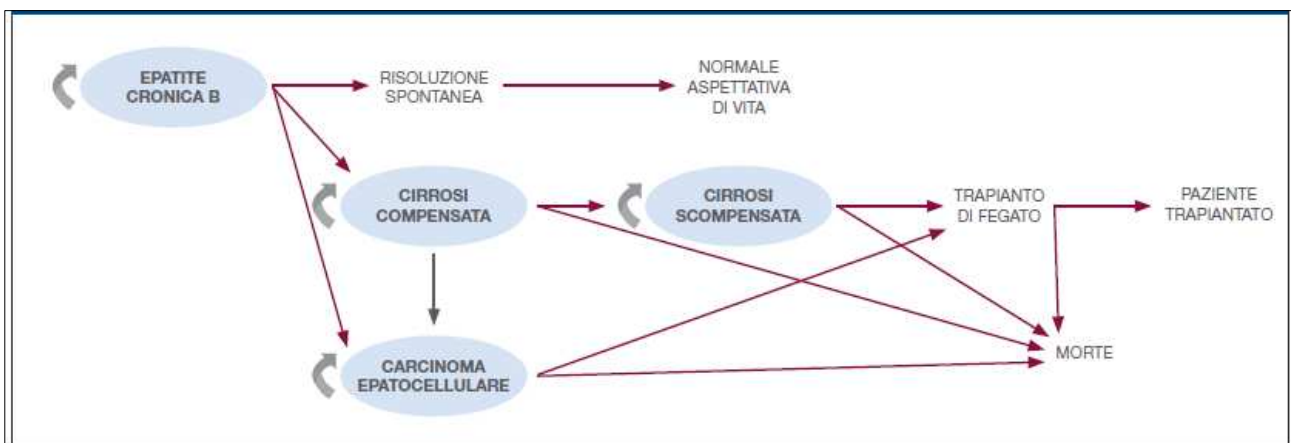 EPATITE
CRONICA B
RISOLUZIONE
SPONTANEA
NORMALE
ASPETTATIVA
DI VITA
CIRROSI
COMPENSATA
CIRROSI
SCOMPENSATA
TRAPIANTO
DI FEGATO
PAZIENTE
TRAPIANTATO
CARCINOMA
EPATOCELLULARE
MORTE